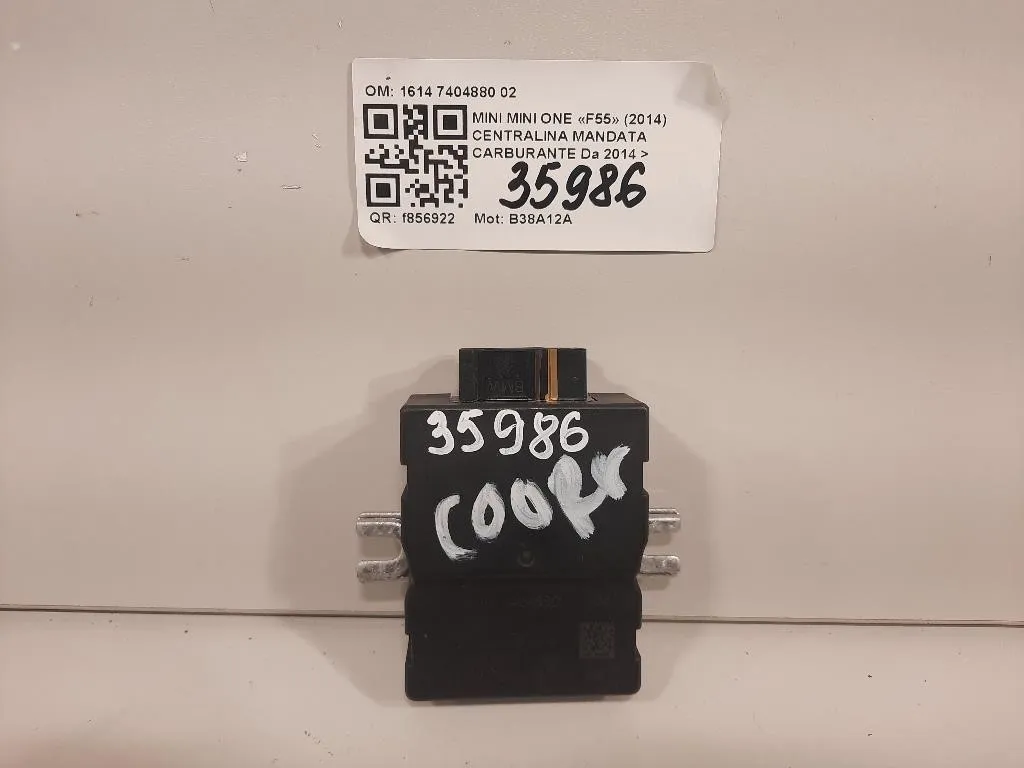 OM: 1614 7404880 02
MINI MINI ONE «F55» (2014)
CENTRALINA MANDATA
CARBURANTE Da 2014 >
35986
QR: f856922 Mot: B38A12A
BMW
35986